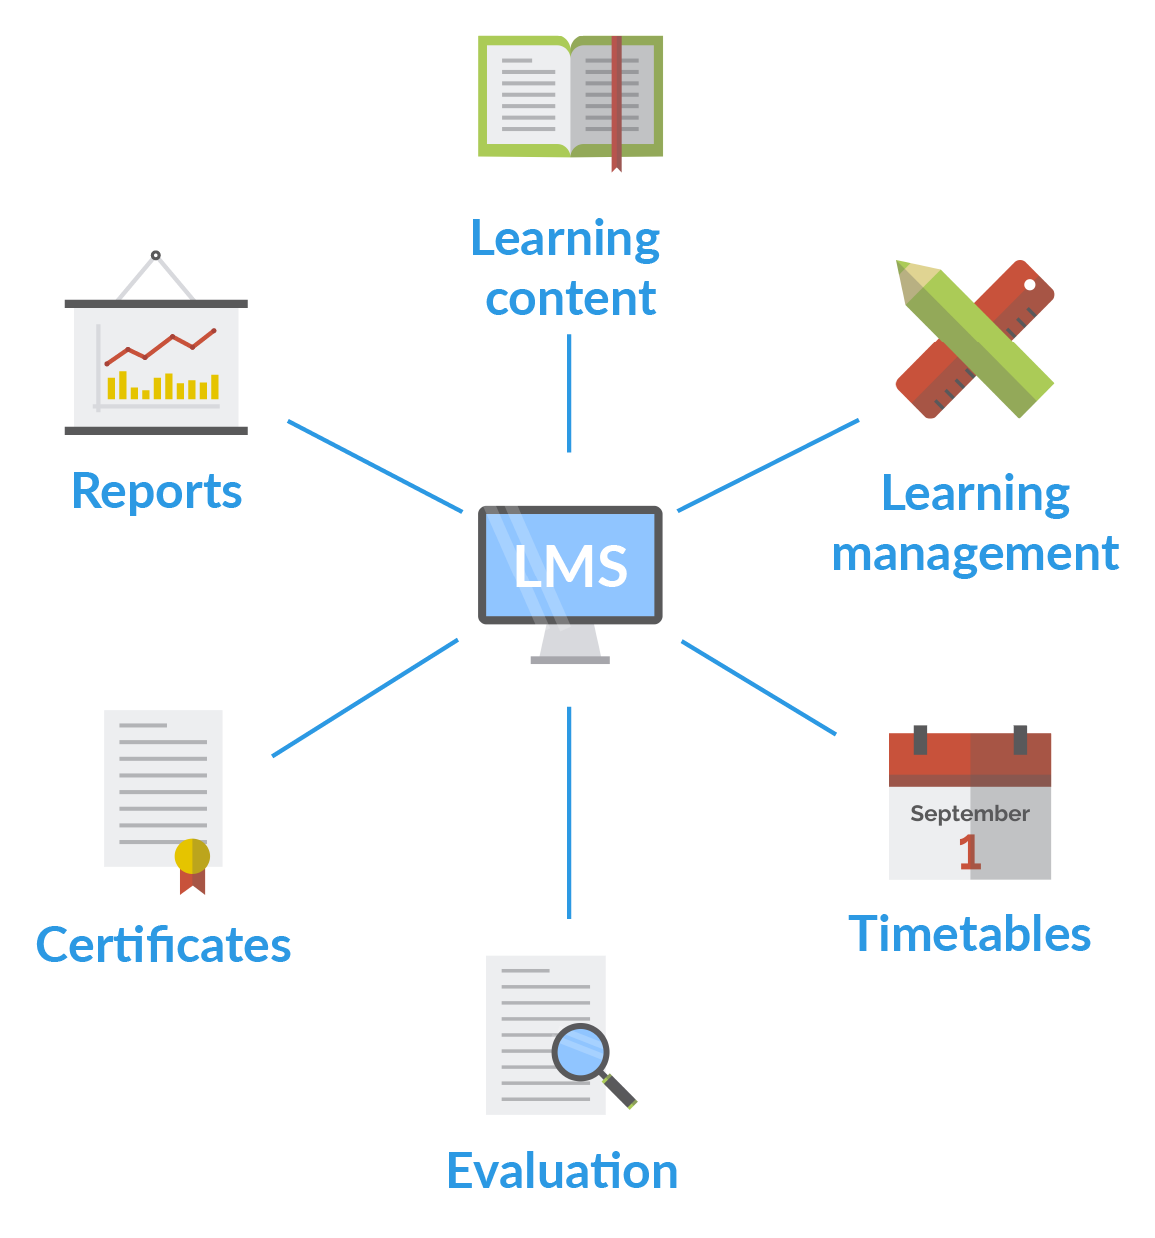 Learning
content
Reports
Learning
management
LMS
September
1
Certificates
Timetables
Evaluation